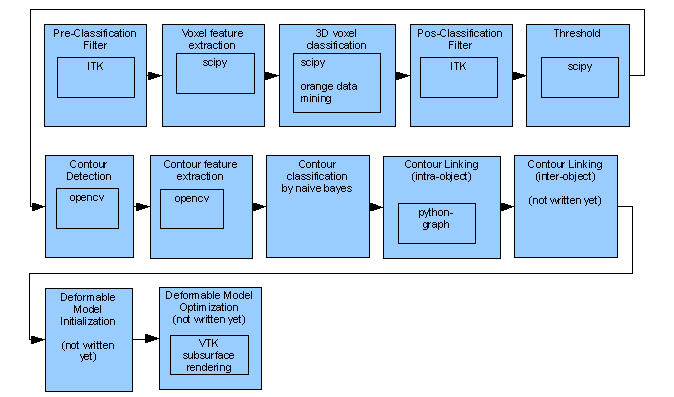 Pre-Classification
Filter
ITK
Voxel feature
extraction
scipy
3D voxel
classification
scipy
orange data
mining
Pos-Classification
Filter
ITK
Threshold
scipy
Contour
Detection
opencv
Contour feature
extraction
opencv
Contour
classification
by naive bayes
Contour Linking
(intra-object)
python-
graph
Contour Linking
(inter-object)
(not written yet)
Deformable
Model
Initialization
(not written
yet)
Deformable Model
Optimization
(not written yet)
VTK
subsurface
rendering